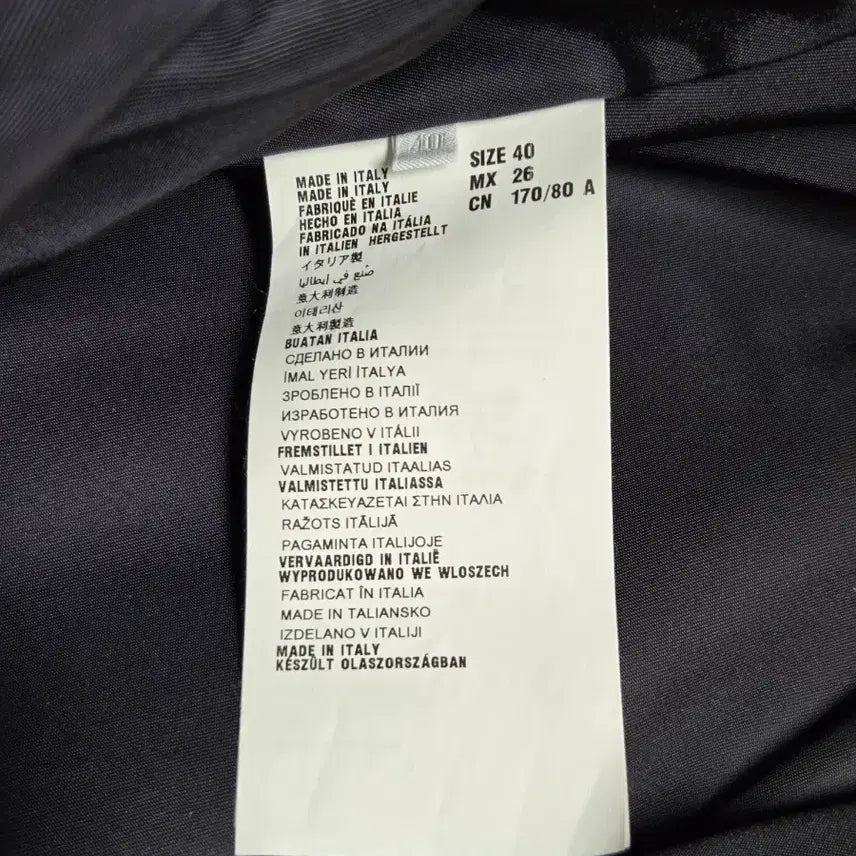 40
SIZE 40
MX 26
CN 170/80 A
MADE IN ITALY
MADE IN ITALY
FABRIQUÈ EN ITALIE
HECHO EN ITALIA
FABRICADO NA ITÁLIA
IN ITALIEN HERGESTELLT
イタリア製
صُنع في إيطاليا
意大利制造
이태리산
意大利製造
BUATAN ITALIA
СДЕЛАНО В ИТАЛИИ
İMAL YERİ İTALYA
ЗРОБЛЕНО В ІТАЛІЇ
ИЗРАБОТЕНО В ИТАЛИЯ
VYROBENO V ITÁLII
FREMSTILLET I ITALIEN
VALMISTATUD ITAALIAS
VALMISTETTU ITALIASSA
ΚΑΤΑΣΚΕΥΑΖΕΤΑΙ ΣΤΗΝ ΙΤΑΛΙΑ
RAŽOTS ITĀLIJĀ
PAGAMINTA ITALIJOJE
VERVAARDIGD IN ITALIË
WYPRODUKOWANO WE WLOSZECH
FABRICAT ÎN ITALIA
MADE IN TALIANSKO
IZDELANO V ITALIJI
MADE IN ITALY
KÉSZÜLT OLASZORSZÁGBAN